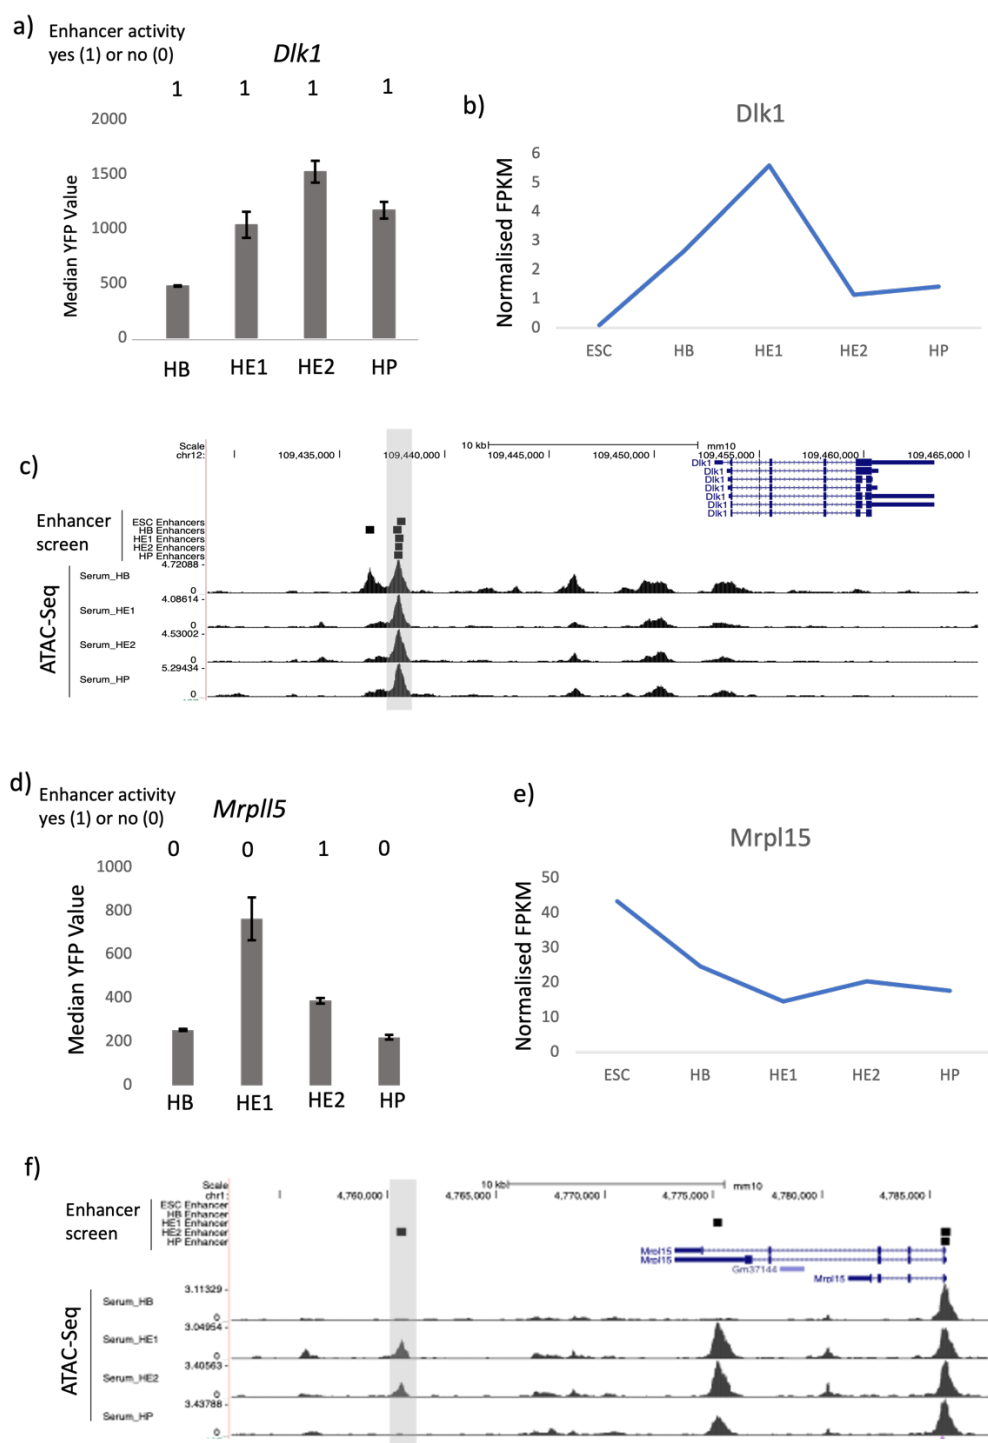 a)
Enhancer activity
yes (1) or no (0)
Dlk1
1 1 1 1
Median YFP Value
2000
1500
1000
500
0
HB HE1 HE2 HP
b)
Dlk1
Normalised FPKM
6
5
4
3
2
1
0
ESC HB HE1 HE2 HP
c)
Scale
chr12:
10 kb
mm10
109,435,000 109,440,000 109,445,000 109,450,000 109,455,000 109,460,000 109,465,000
Dlk1
Dlk1
Dlk1
Dlk1
Dlk1
Dlk1
Dlk1
Enhancer
screen
ESC Enhancers
HB Enhancers
HE1 Enhancers
HE2 Enhancers
HP Enhancers
ATAC-Seq
4.72088 -
Serum_HB
0
4.08614 -
Serum_HE1
0
4.53002 -
Serum_HE2
0
5.29434 -
Serum_HP
0
d)
Enhancer activity
yes (1) or no (0)
Mrpll5
0 0 1 0
Median YFP Value
1000
800
600
400
200
0
HB HE1 HE2 HP
e)
Mrpl15
Normalised FPKM
50
40
30
20
10
0
ESC HB HE1 HE2 HP
f)
Scale
chr1:
10 kb
mm10
4,760,000 4,765,000 4,770,000 4,775,000 4,780,000 4,785,000
Enhancer
screen
ESC Enhancer
HB Enhancer
HE1 Enhancer
HE2 Enhancer
HP Enhancer
Mrpl15
Mrpl15
Gm37144
Mrpl15
ATAC-Seq
3.11329 -
Serum_HB
0
3.04954 -
Serum_HE1
0
3.40563 -
Serum_HE2
0
3.43788 -
Serum_HP
0